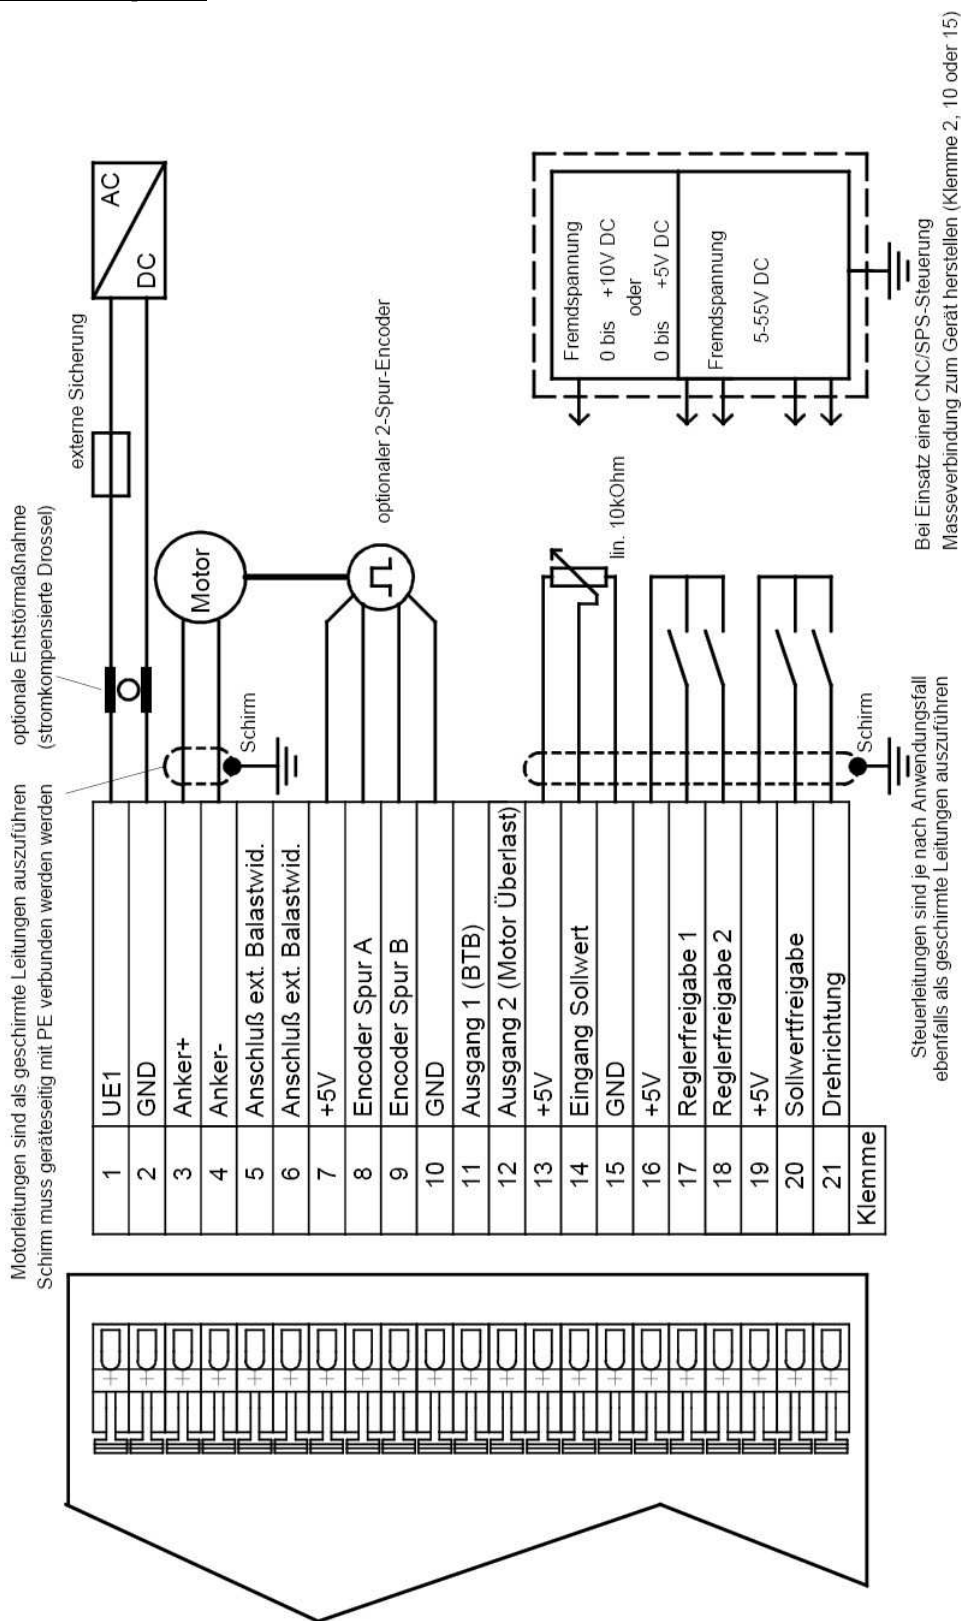 Motorleitungen sind als geschirmte Leitungen auszuführen
Schirm muss geräteseitig mit PE verbunden werden werden
optionale Entstörmaßnahme
(stromkompensierte Drossel)
externe Sicherung
AC
DC
Motor
Schirm
optionaler 2-Spur-Encoder
lin. 10kOhm
Fremdspannung
0 bis +10V DC
oder
0 bis +5V DC
Fremdspannung
5-55V DC
Schirm
1 UE1
2 GND
3 Anker+
4 Anker-
5 Anschluß ext. Balastwid.
6 Anschluß ext. Balastwid.
7 +5V
8 Encoder Spur A
9 Encoder Spur B
10 GND
11 Ausgang 1 (BTB)
12 Ausgang 2 (Motor Überlast)
13 +5V
14 Eingang Sollwert
15 GND
16 +5V
17 Reglerfreigabe 1
18 Reglerfreigabe 2
19 +5V
20 Sollwertfreigabe
21 Drehrichtung
Klemme
Steuerleitungen sind je nach Anwendungsfall
ebenfalls als geschirmte Leitungen auszuführen
Bei Einsatz einer CNC/SPS-Steuerung
Masseverbindung zum Gerät herstellen (Klemme 2, 10 oder 15)